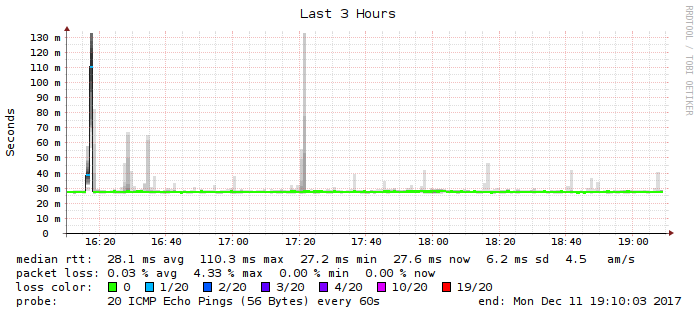 Last 3 Hours
RRDTOOL / TOBI OETIKER
Seconds
130 m
120 m
110 m
100 m
90 m
80 m
70 m
60 m
50 m
40 m
30 m
20 m
10 m
0
16:20 16:40 17:00 17:20 17:40 18:00 18:20 18:40 19:00
median rtt: 28.1 ms avg 110.3 ms max 27.2 ms min 27.6 ms now 6.2 ms sd 4.5 am/s
packet loss: 0.03 % avg 4.33 % max 0.00 % min 0.00 % now
loss color: 0 1/20 2/20 3/20 4/20 10/20 19/20
probe: 20 ICMP Echo Pings (56 Bytes) every 60s end: Mon Dec 11 19:10:03 2017